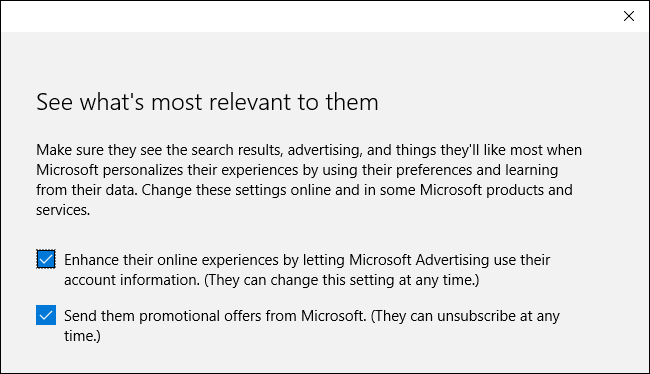 See what's most relevant to them
Make sure they see the search results, advertising, and things they'll like most when
Microsoft personalizes their experiences by using their preferences and learning
from their data. Change these settings online and in some Microsoft products and
services.
Enhance their online experiences by letting Microsoft Advertising use their
account information. (They can change this setting at any time.)
Send them promotional offers from Microsoft. (They can unsubscribe at any
time.)